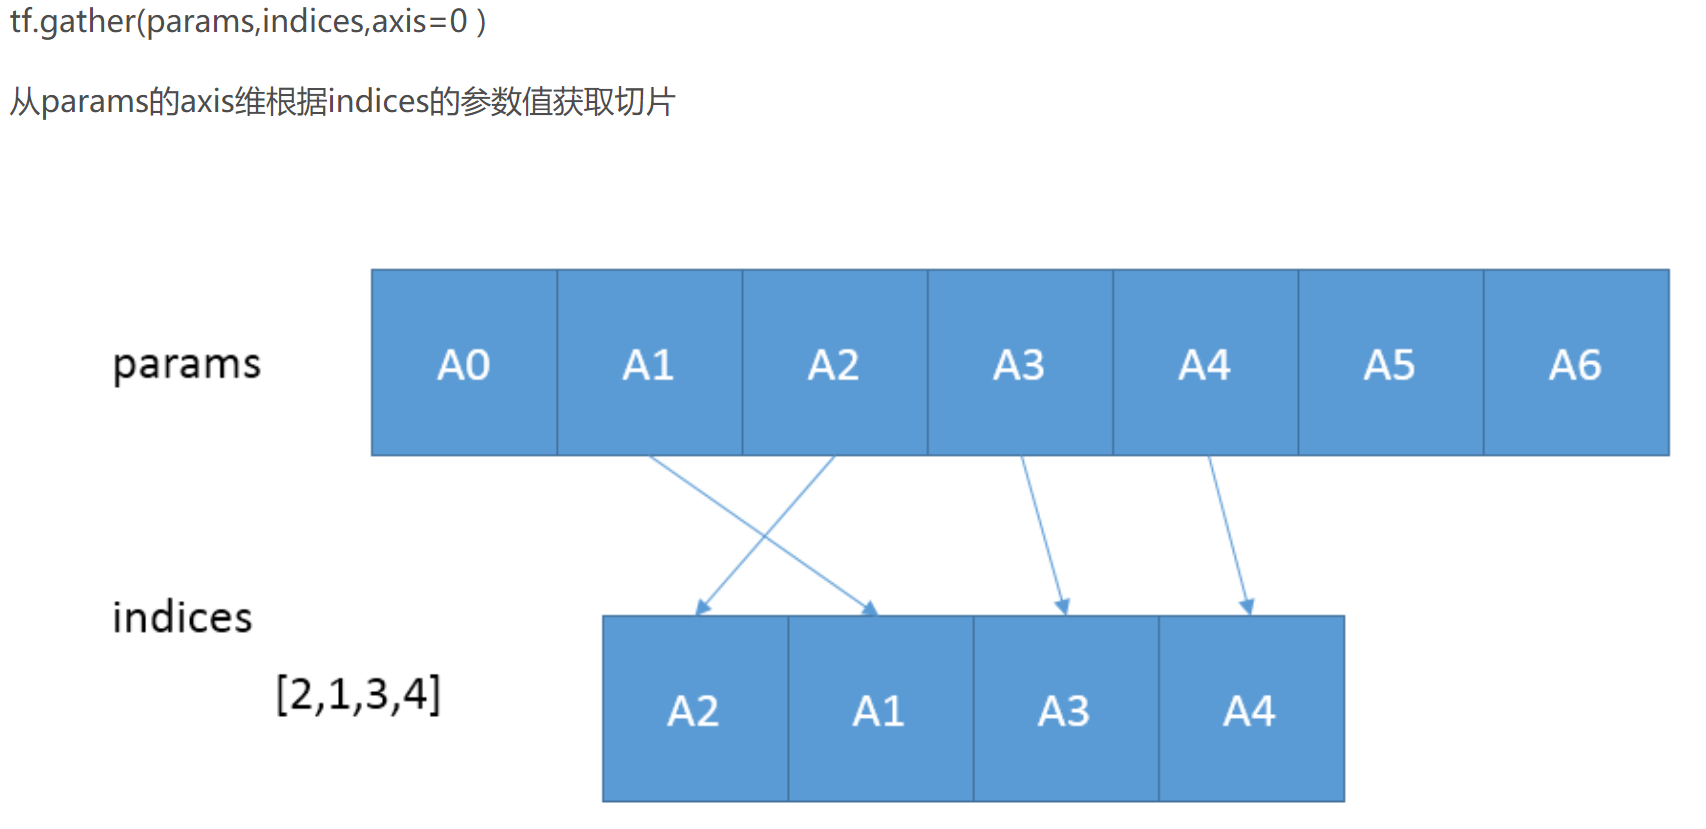 tf.gather(params,indices,axis=0 )
从params的axis维根据indices的参数值获取切片
params
A0 A1 A2 A3 A4 A5 A6
indices
[2,1,3,4]
A2 A1 A3 A4